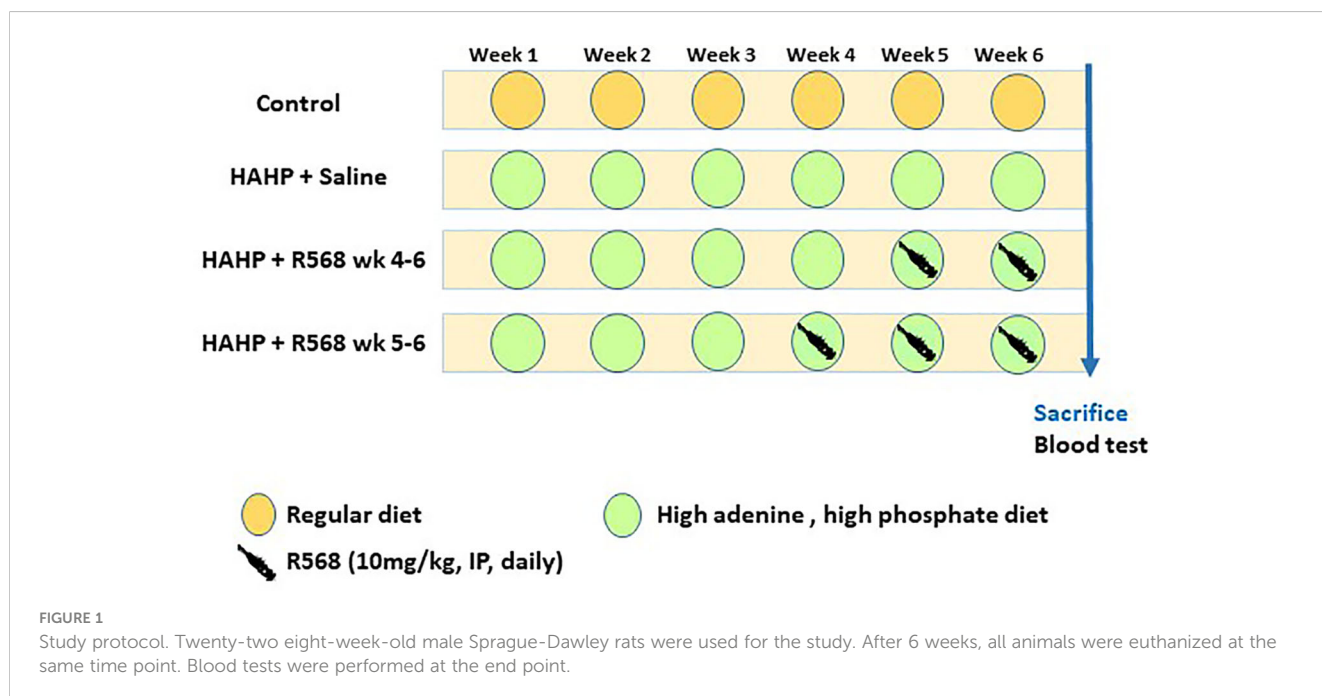 Week 1 Week 2 Week 3 Week 4 Week 5 Week 6
Control
HAHP + Saline
HAHP + R568 wk 4-6
HAHP + R568 wk 5-6
Sacrifice
Blood test
Regular diet
High adenine , high phosphate diet
R568 (10mg/kg, IP, daily)
FIGURE 1
Study protocol. Twenty-two eight-week-old male Sprague-Dawley rats were used for the study. After 6 weeks, all animals were euthanized at the
same time point. Blood tests were performed at the end point.